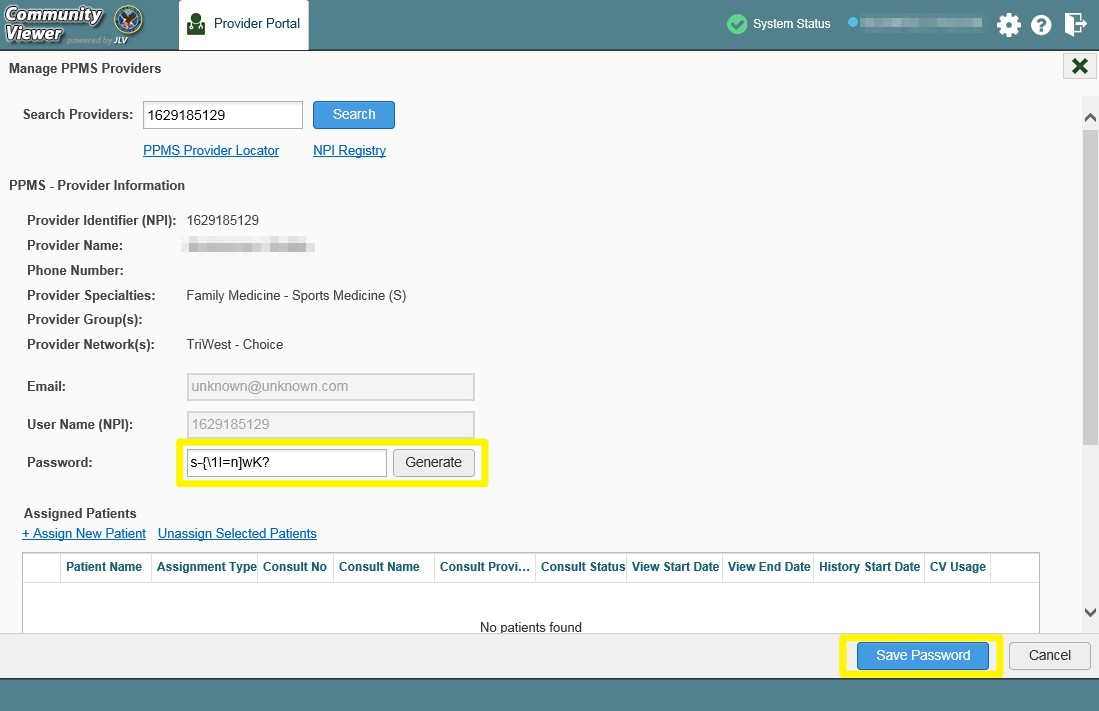 Community
Viewer
powered by JLV
Provider Portal
System Status
Manage PPMS Providers
Search Providers: 1629185129 Search
PPMS Provider Locator NPI Registry
PPMS - Provider Information
Provider Identifier (NPI): 1629185129
Provider Name:
Phone Number:
Provider Specialties: Family Medicine - Sports Medicine (S)
Provider Group(s):
Provider Network(s): TriWest - Choice
Email: unknown@unknown.com
User Name (NPI): 1629185129
Password: s-{\1l=n]wK? Generate
Assigned Patients
+ Assign New Patient Unassign Selected Patients
Patient Name Assignment Type Consult No Consult Name Consult Provi... Consult Status View Start Date View End Date History Start Date CV Usage
No patients found
Save Password Cancel